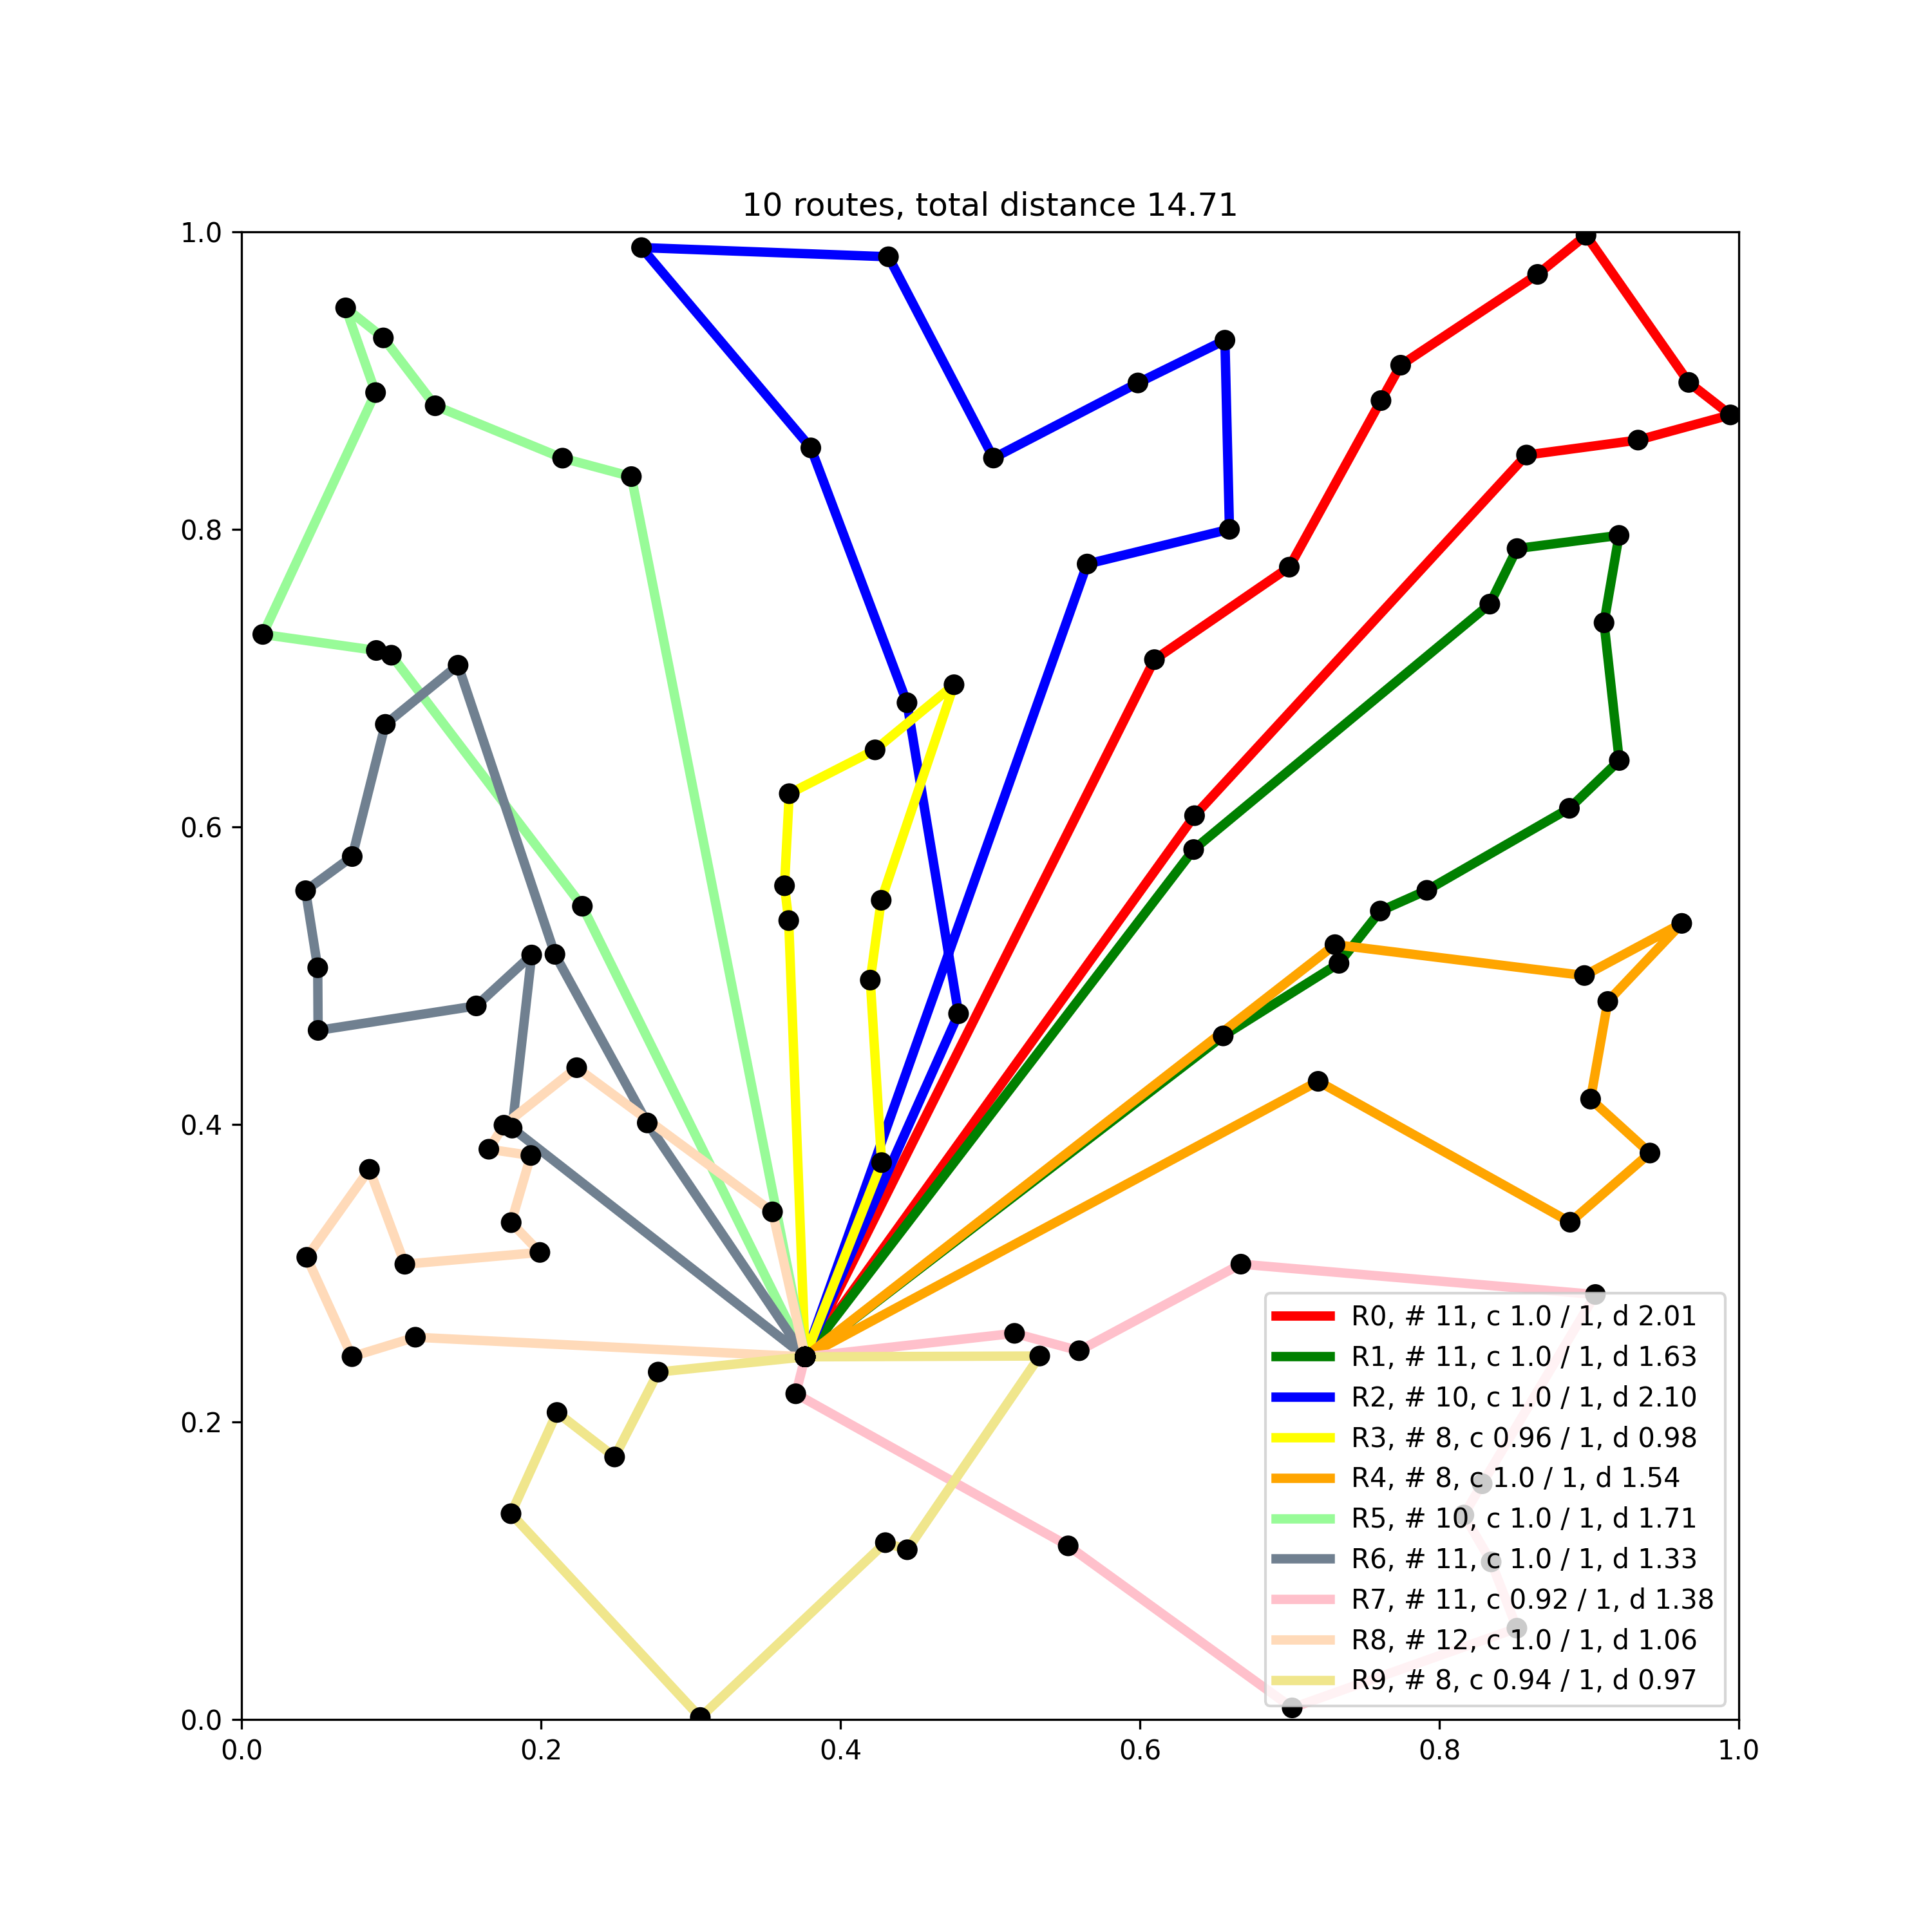 10 routes, total distance 14.71
1.0
0.8
0.6
0.4
0.2
0.0
0.0 0.2 0.4 0.6 0.8 1.0
R0, # 11, c 1.0 / 1, d 2.01
R1, # 11, c 1.0 / 1, d 1.63
R2, # 10, c 1.0 / 1, d 2.10
R3, # 8, c 0.96 / 1, d 0.98
R4, # 8, c 1.0 / 1, d 1.54
R5, # 10, c 1.0 / 1, d 1.71
R6, # 11, c 1.0 / 1, d 1.33
R7, # 11, c 0.92 / 1, d 1.38
R8, # 12, c 1.0 / 1, d 1.06
R9, # 8, c 0.94 / 1, d 0.97